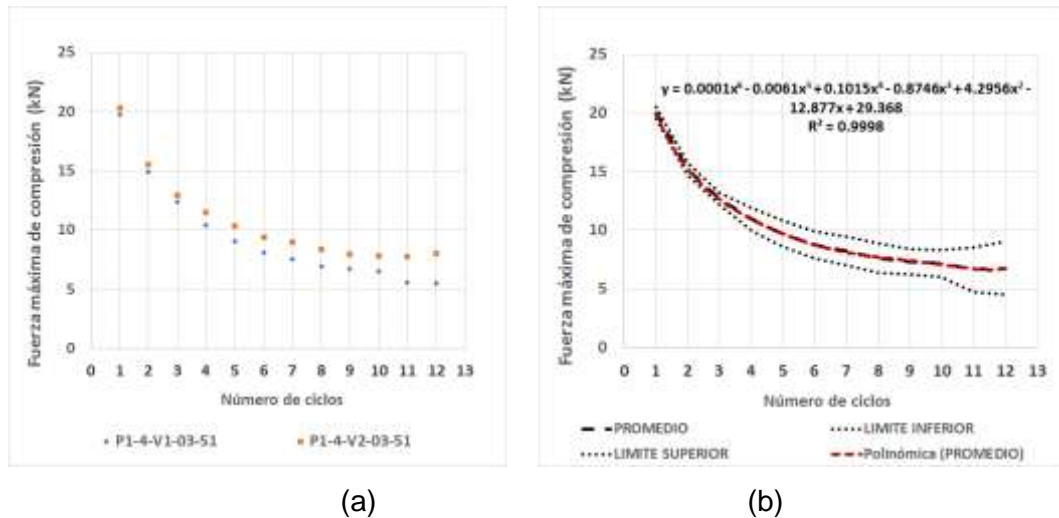 25
20
15
10
5
0
Fuerza máxima de compresión (kN)
0 1 2 3 4 5 6 7 8 9 10 11 12 13
Número de ciclos
P1-4-V1-03-51 P1-4-V2-03-51
(a)
25
20
15
10
5
0
Fuerza máxima de compresión (kN)
y = 0.0001x⁶ - 0.0061x⁵ + 0.1015x⁴ - 0.8746x³ + 4.2956x² -
12.877x + 29.368
R² = 0.9998
0 1 2 3 4 5 6 7 8 9 10 11 12 13
Número de ciclos
PROMEDIO LIMITE INFERIOR
LIMITE SUPERIOR Polinómica (PROMEDIO)
(b)